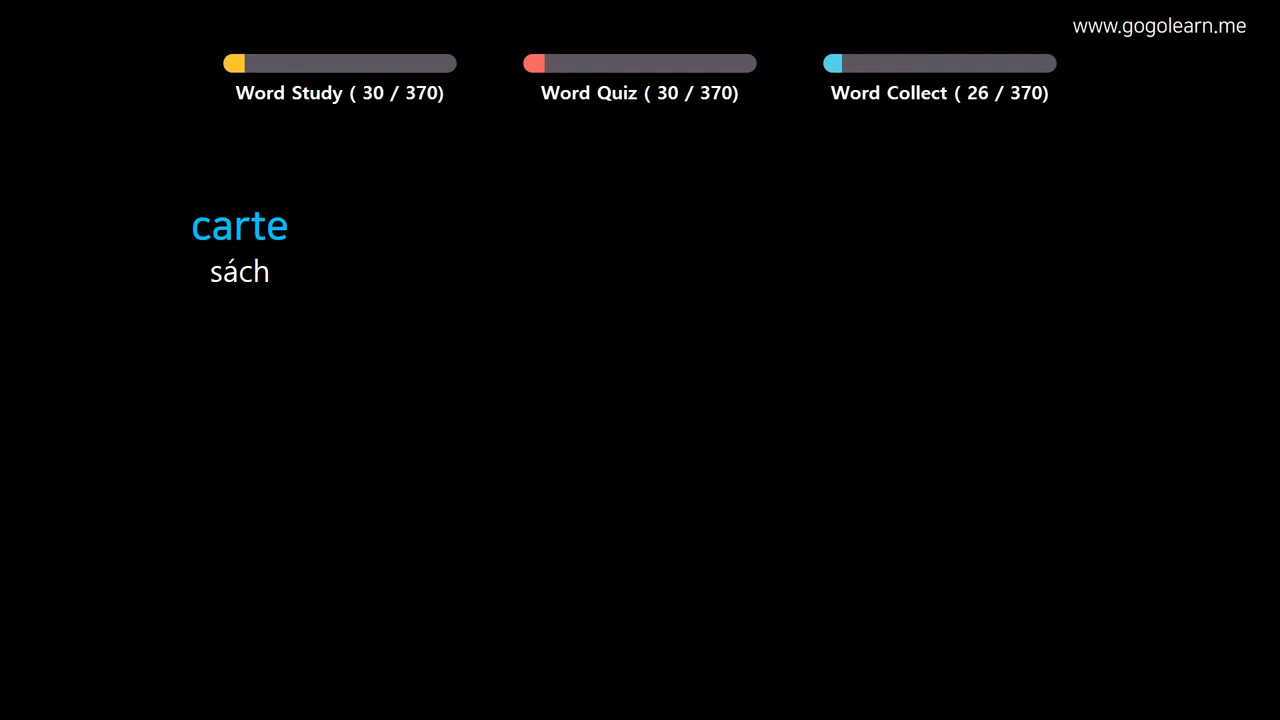 www.gogolearn.me
Word Study ( 30 / 370)
Word Quiz ( 30 / 370)
Word Collect ( 26 / 370)
carte
sách